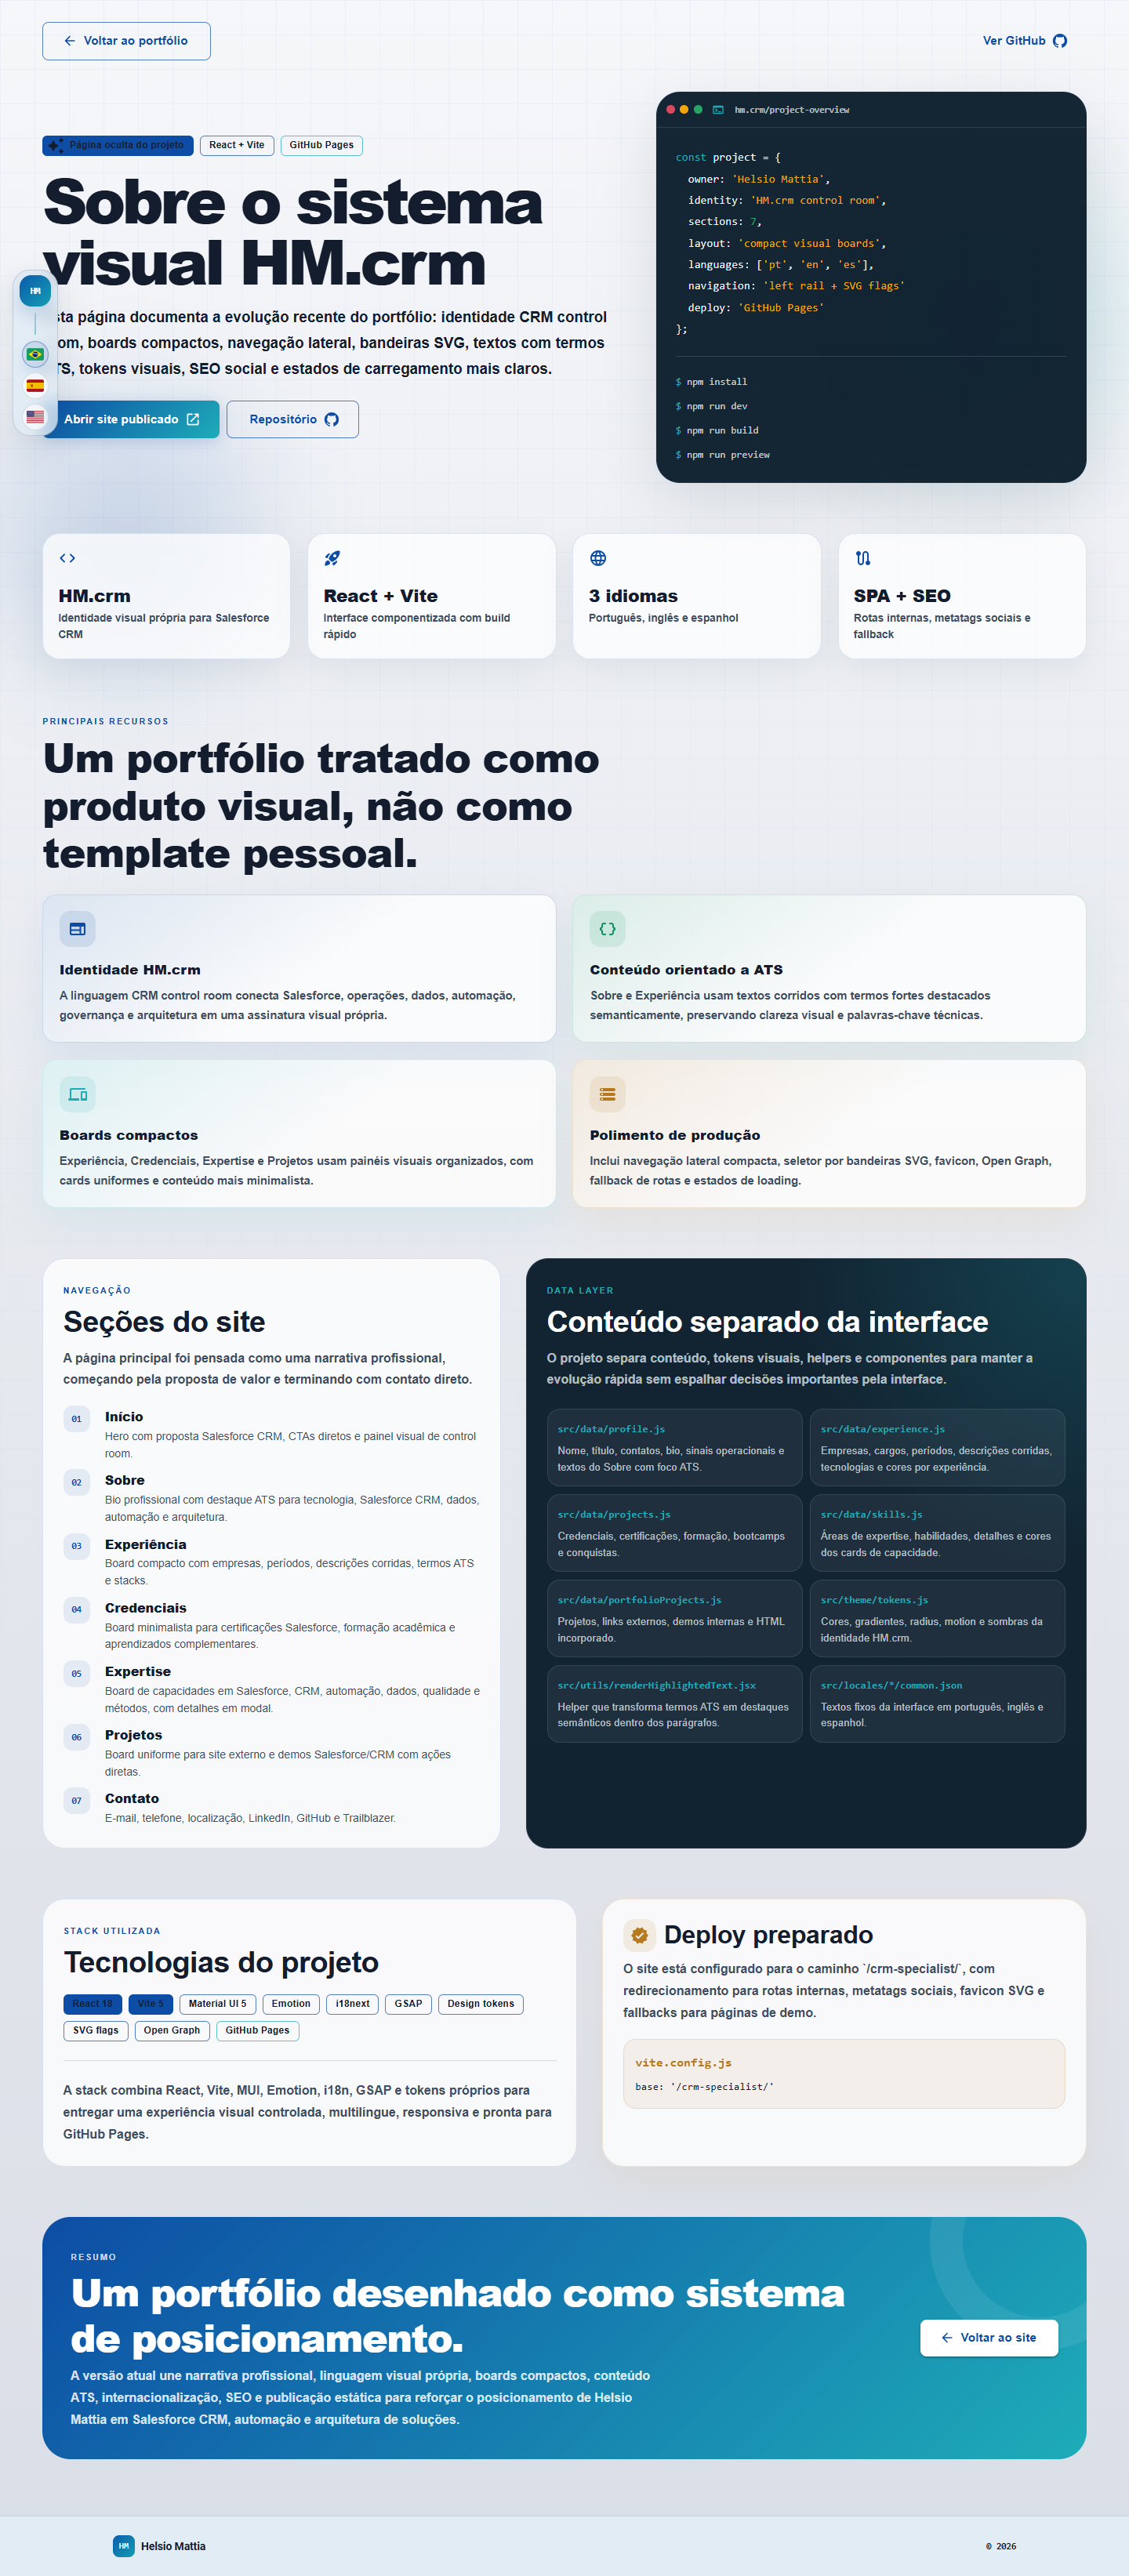 Voltar ao portfólio
Ver GitHub
Página oculta do projeto
React + Vite
GitHub Pages
Sobre o sistema
visual HM.crm
sta página documenta a evolução recente do portfólio: identidade CRM control
om, boards compactos, navegação lateral, bandeiras SVG, textos com termos
TS, tokens visuais, SEO social e estados de carregamento mais claros.
HM
Abrir site publicado
Repositório
hm.crm/project-overview
const project = {
owner: 'Helsio Mattia',
identity: 'HM.crm control room',
sections: 7,
layout: 'compact visual boards',
languages: ['pt', 'en', 'es'],
navigation: 'left rail + SVG flags'
deploy: 'GitHub Pages'
};
$ npm install
$ npm run dev
$ npm run build
$ npm run preview
HM.crm
Identidade visual própria para Salesforce
CRM
React + Vite
Interface componentizada com build
rápido
3 idiomas
Português, inglês e espanhol
SPA + SEO
Rotas internas, metatags sociais e
fallback
PRINCIPAIS RECURSOS
Um portfólio tratado como
produto visual, não como
template pessoal.
Identidade HM.crm
A linguagem CRM control room conecta Salesforce, operações, dados, automação,
governança e arquitetura em uma assinatura visual própria.
Conteúdo orientado a ATS
Sobre e Experiência usam textos corridos com termos fortes destacados
semanticamente, preservando clareza visual e palavras-chave técnicas.
Boards compactos
Experiência, Credenciais, Expertise e Projetos usam painéis visuais organizados, com
cards uniformes e conteúdo mais minimalista.
Polimento de produção
Inclui navegação lateral compacta, seletor por bandeiras SVG, favicon, Open Graph,
fallback de rotas e estados de loading.
NAVEGAÇÃO
Seções do site
A página principal foi pensada como uma narrativa profissional,
começando pela proposta de valor e terminando com contato direto.
01
Início
Hero com proposta Salesforce CRM, CTAs diretos e painel visual de control
room.
02
Sobre
Bio profissional com destaque ATS para tecnologia, Salesforce CRM, dados,
automação e arquitetura.
03
Experiência
Board compacto com empresas, períodos, descrições corridas, termos ATS
e stacks.
04
Credenciais
Board minimalista para certificações Salesforce, formação acadêmica e
aprendizados complementares.
05
Expertise
Board de capacidades em Salesforce, CRM, automação, dados, qualidade e
métodos, com detalhes em modal.
06
Projetos
Board uniforme para site externo e demos Salesforce/CRM com ações
diretas.
07
Contato
E-mail, telefone, localização, LinkedIn, GitHub e Trailblazer.
DATA LAYER
Conteúdo separado da interface
O projeto separa conteúdo, tokens visuais, helpers e componentes para manter a
evolução rápida sem espalhar decisões importantes pela interface.
src/data/profile.js
Nome, título, contatos, bio, sinais operacionais e
textos do Sobre com foco ATS.
src/data/experience.js
Empresas, cargos, períodos, descrições corridas,
tecnologias e cores por experiência.
src/data/projects.js
Credenciais, certificações, formação, bootcamps
e conquistas.
src/data/skills.js
Áreas de expertise, habilidades, detalhes e cores
dos cards de capacidade.
src/data/portfolioProjects.js
Projetos, links externos, demos internas e HTML
incorporado.
src/theme/tokens.js
Cores, gradientes, radius, motion e sombras da
identidade HM.crm.
src/utils/renderHighlightedText.jsx
Helper que transforma termos ATS em destaques
semânticos dentro dos parágrafos.
src/locales/*/common.json
Textos fixos da interface em português, inglês e
espanhol.
STACK UTILIZADA
Tecnologias do projeto
React 18
Vite 5
Material UI 5
Emotion
i18next
GSAP
Design tokens
SVG flags
Open Graph
GitHub Pages
A stack combina React, Vite, MUI, Emotion, i18n, GSAP e tokens próprios para
entregar uma experiência visual controlada, multilíngue, responsiva e pronta para
GitHub Pages.
Deploy preparado
O site está configurado para o caminho `/crm-specialist/`, com
redirecionamento para rotas internas, metatags sociais, favicon SVG e
fallbacks para páginas de demo.
vite.config.js
base: '/crm-specialist/'
RESUMO
Um portfólio desenhado como sistema
de posicionamento.
A versão atual une narrativa profissional, linguagem visual própria, boards compactos, conteúdo
ATS, internacionalização, SEO e publicação estática para reforçar o posicionamento de Helsio
Mattia em Salesforce CRM, automação e arquitetura de soluções.
Voltar ao site
HM
Helsio Mattia
© 2026